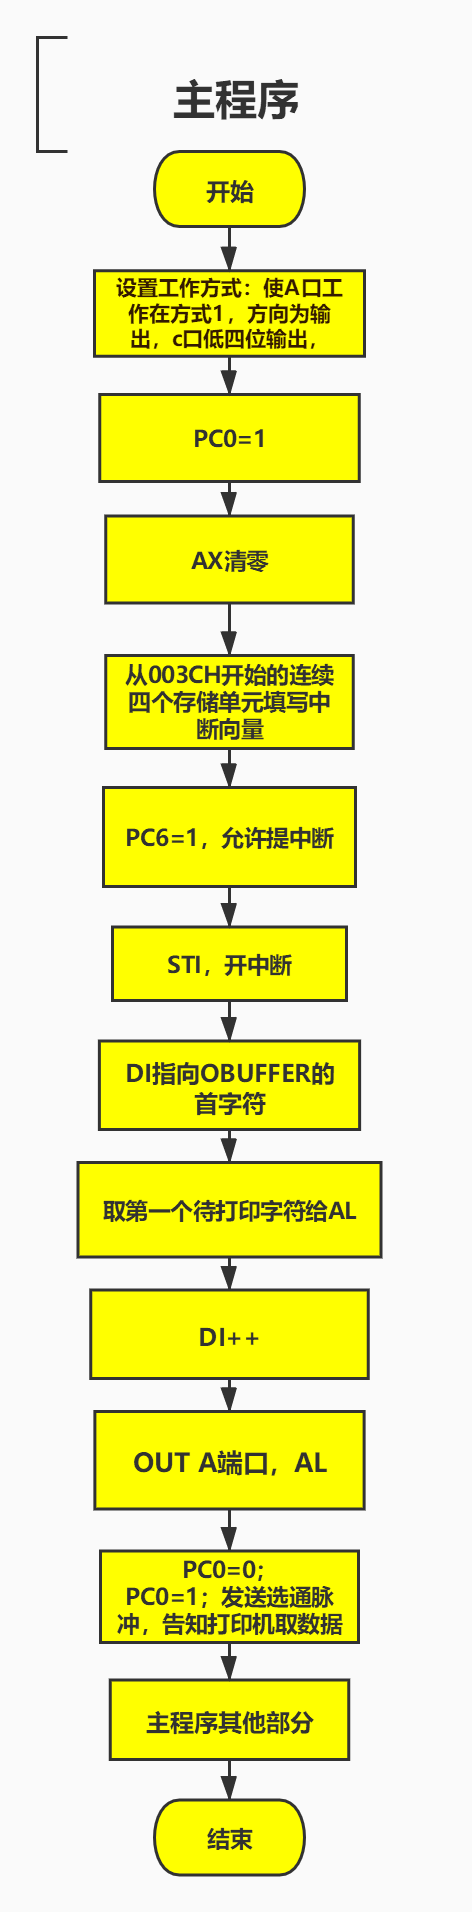 主程序
开始
设置工作方式：使A口工
作在方式1，方向为输
出，c口低四位输出，
PC0=1
AX清零
从003CH开始的连续
四个存储单元填写中
断向量
PC6=1，允许提中断
STI，开中断
DI指向OBUFFER的
首字符
取第一个待打印字符给AL
DI++
OUT A端口，AL
PC0=0；
PC0=1；发送选通脉
冲，告知打印机取数据
主程序其他部分
结束